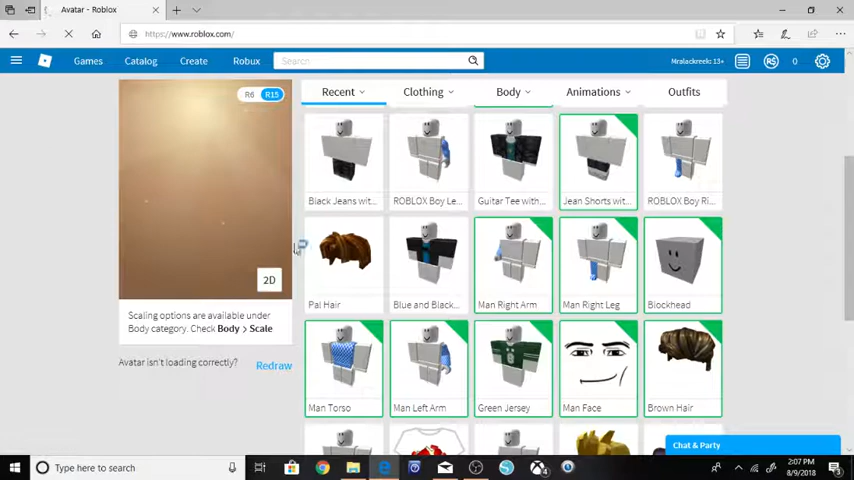 Avatar - Roblox
https://www.roblox.com/
Games Catalog Create Robux Search Mrslackreek: 13+ 0
R6 R15
Recent Clothing Body Animations Outfits
Black Jeans wit... ROBLOX Boy Le... Guitar Tee with... Jean Shorts wit... ROBLOX Boy Ri...
2D
Pal Hair Blue and Black... Man Right Arm Man Right Leg Blockhead
Scaling options are available under
Body category. Check Body > Scale
Avatar isn't loading correctly? Redraw
Man Torso Man Left Arm Green Jersey Man Face Brown Hair
Chat & Party
Type here to search
2:07 PM
8/9/2018